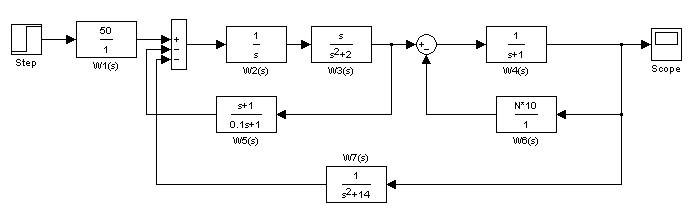 Step
50
1
W1(s)
+
−
−
1
s
W2(s)
s
s²+2
W3(s)
+
-
1
s+1
W4(s)
Scope
s+1
0.1s+1
W5(s)
N*10
1
W6(s)
W7(s)
1
s²+14